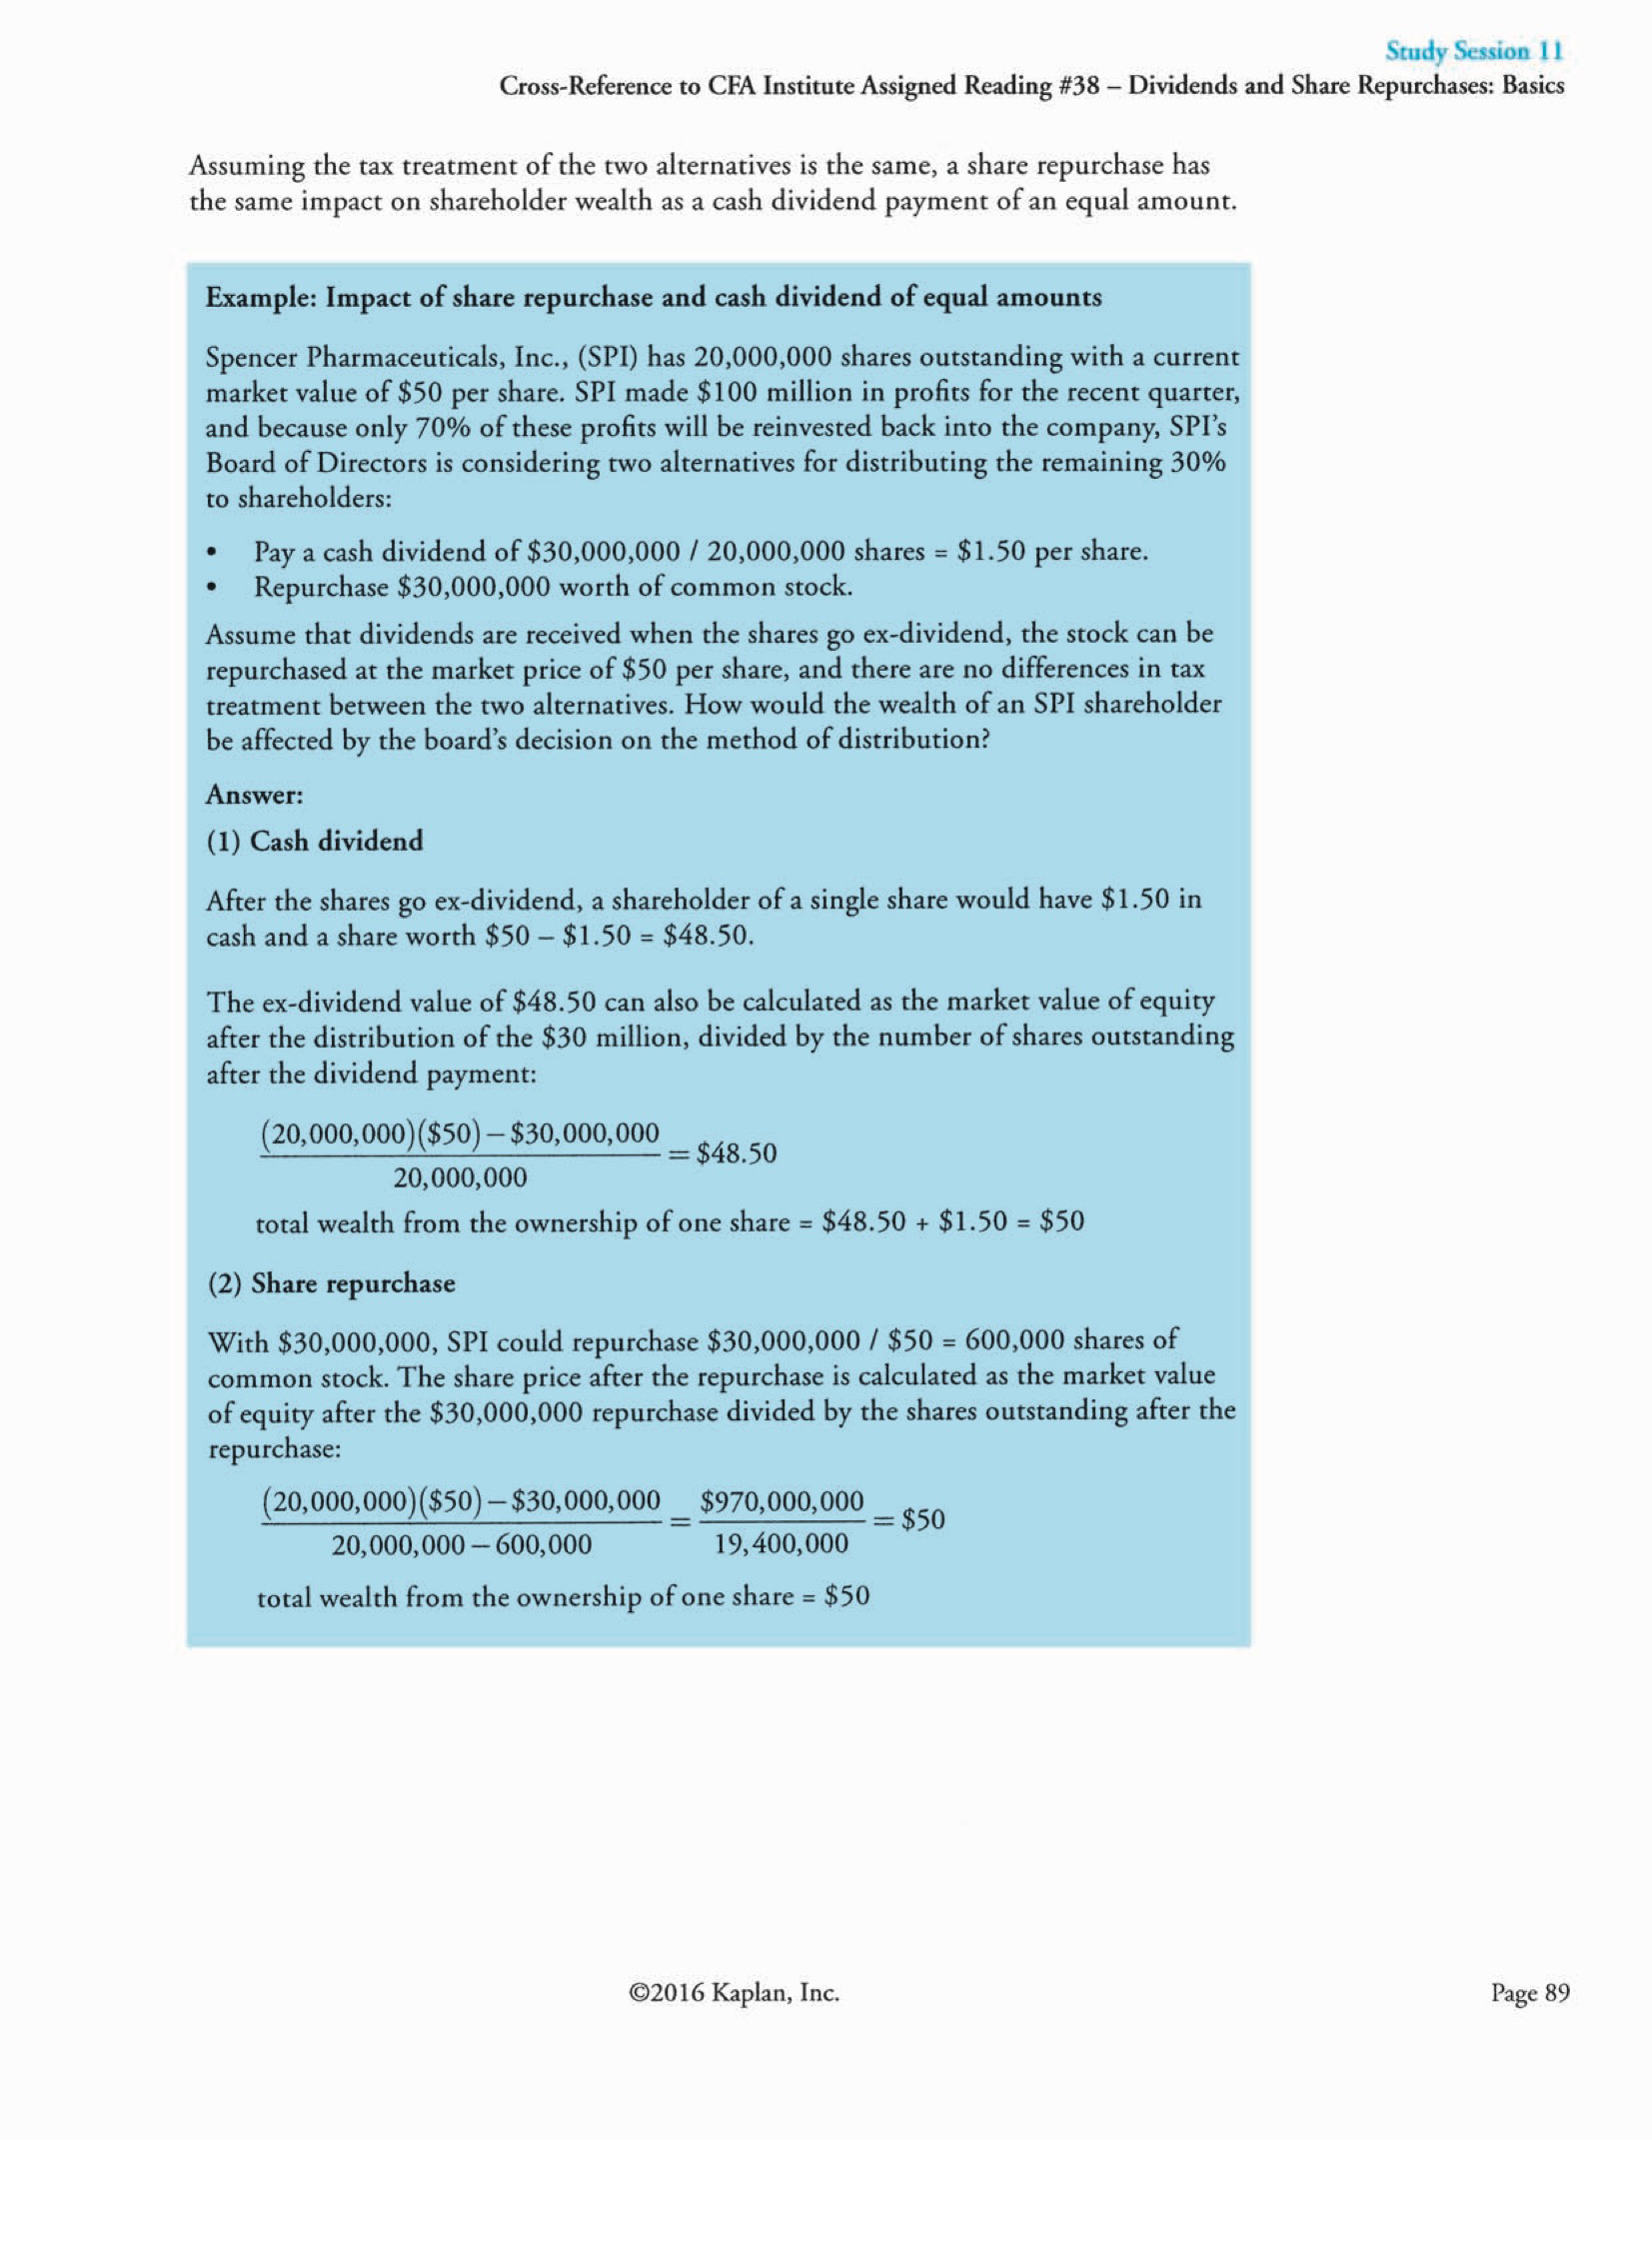 Study Session 11
Cross-Reference to CFA Institute Assigned Reading #38 – Dividends and Share Repurchases: Basics
Assuming the tax treatment of the two alternatives is the same, a share repurchase has
the same impact on shareholder wealth as a cash dividend payment of an equal amount.
Example: Impact of share repurchase and cash dividend of equal amounts
Spencer Pharmaceuticals, Inc., (SPI) has 20,000,000 shares outstanding with a current
market value of $50 per share. SPI made $100 million in profits for the recent quarter,
and because only 70% of these profits will be reinvested back into the company, SPI's
Board of Directors is considering two alternatives for distributing the remaining 30%
to shareholders:
• Pay a cash dividend of $30,000,000 / 20,000,000 shares = $1.50 per share.
• Repurchase $30,000,000 worth of common stock.
Assume that dividends are received when the shares go ex-dividend, the stock can be
repurchased at the market price of $50 per share, and there are no differences in tax
treatment between the two alternatives. How would the wealth of an SPI shareholder
be affected by the board's decision on the method of distribution?
Answer:
(1) Cash dividend
After the shares go ex-dividend, a shareholder of a single share would have $1.50 in
cash and a share worth $50 – $1.50 = $48.50.
The ex-dividend value of $48.50 can also be calculated as the market value of equity
after the distribution of the $30 million, divided by the number of shares outstanding
after the dividend payment:
(20,000,000)($50) – $30,000,000
= $48.50
20,000,000
total wealth from the ownership of one share = $48.50 + $1.50 = $50
(2) Share repurchase
With $30,000,000, SPI could repurchase $30,000,000 / $50 = 600,000 shares of
common stock. The share price after the repurchase is calculated as the market value
of equity after the $30,000,000 repurchase divided by the shares outstanding after the
repurchase:
(20,000,000)($50) – $30,000,000 = $970,000,000 = $50
20,000,000 – 600,000 19,400,000
total wealth from the ownership of one share = $50
©2016 Kaplan, Inc.
Page 89